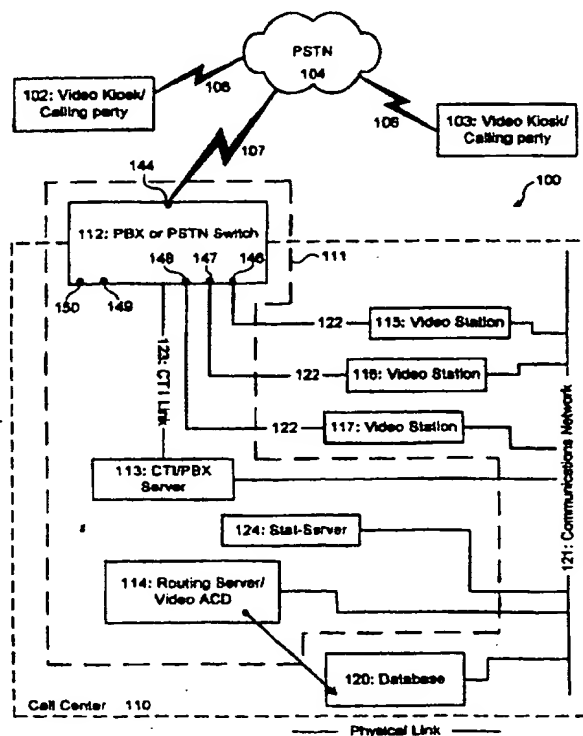 PSTN
104
108
102: Video Kiosk/
Calling party
106
103: Video Kiosk/
Calling party
107
144
100
112: PBX or PSTN Switch
148
147
146
111
150
149
122
115: Video Station
122
116: Video Station
123: CTI Link
122
117: Video Station
121: Communications Network
113: CTI/PBX
Server
124: Stat-Server
114: Routing Server/
Video ACD
120: Database
Call Center 110
Physical Link